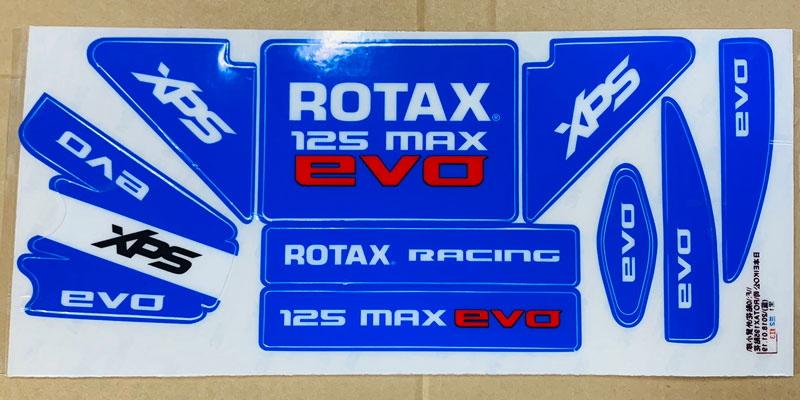 XPS
ROTAX®
125 MAX
evo
XPS
evo
evo
XPS
evo
ROTAX® RACING
125 MAX evo
evo
evo
evo